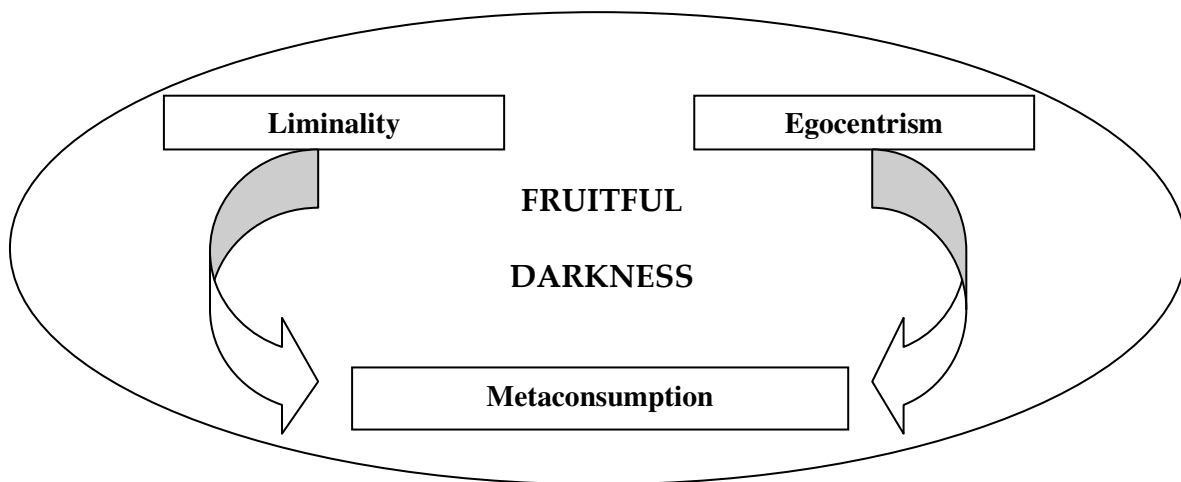 Liminality
Egocentrism
FRUITFUL
DARKNESS
Metaconsumption